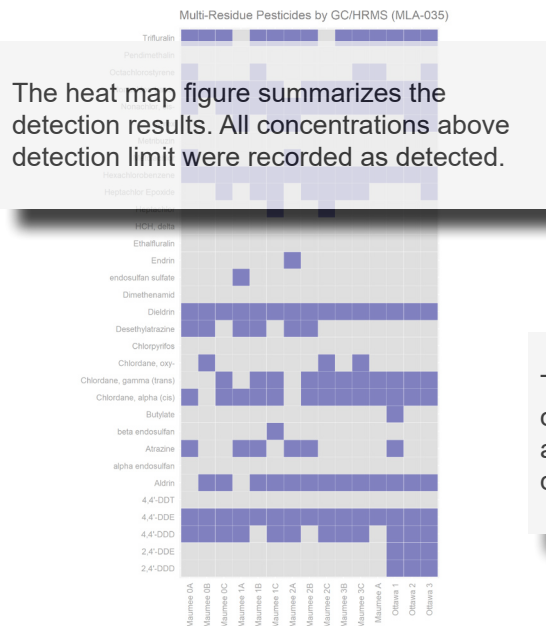 Multi-Residue Pesticides by GC/HRMS (MLA-035)
Trifluralin
Pendimethalin
Octachlorostyrene
The heat map figure summarizes the
detection results. All concentrations above
detection limit were recorded as detected.
Metribuzin
Hexachlorobenzene
Heptachlor Epoxide
Heptachlor
HCH, delta
Ethalfluralin
Endrin
endosulfan sulfate
Dimethenamid
Dieldrin
Desethylatrazine
Chlorpyrifos
Chlordane, oxy-
Chlordane, gamma (trans)
Chlordane, alpha (cis)
Butylate
beta endosulfan
Atrazine
alpha endosulfan
Aldrin
4,4'-DDT
4,4'-DDE
4,4'-DDD
2,4'-DDE
2,4'-DDD
Maumee 0A
Maumee 0B
Maumee 0C
Maumee 1A
Maumee 1B
Maumee 1C
Maumee 2A
Maumee 2B
Maumee 2C
Maumee 3B
Maumee 3C
Maumee A
Ottawa 1
Ottawa 2
Ottawa 3